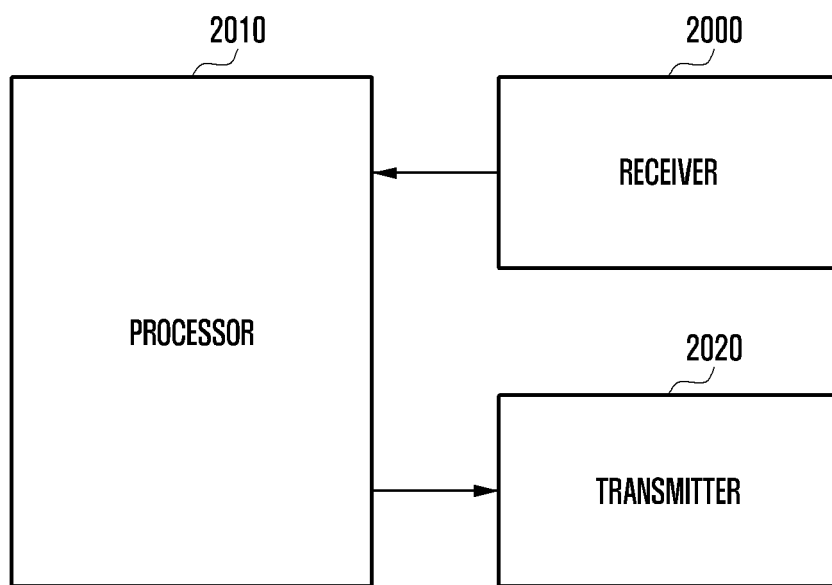 2010
2000
RECEIVER
PROCESSOR
2020
TRANSMITTER